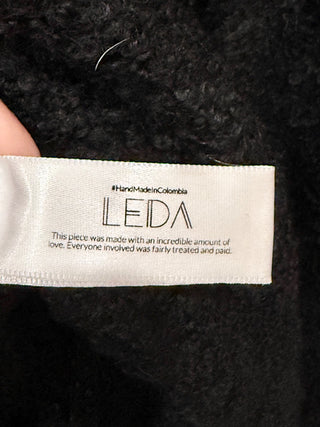 #HandMadeInColombia
LEDA
This piece was made with an incredible amount of
love. Everyone involved was fairly treated and paid.